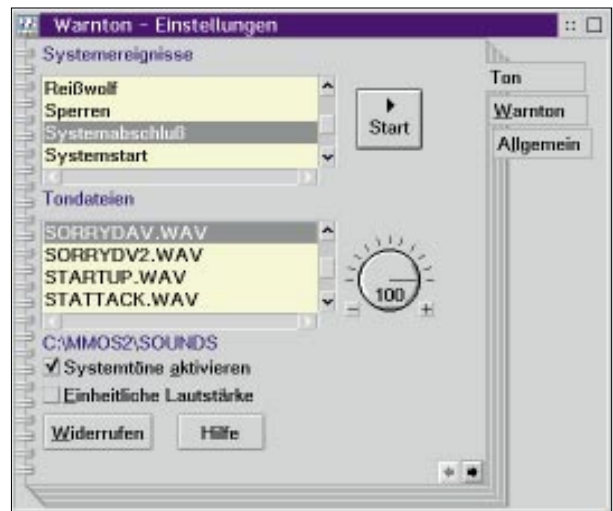 Warnton - Einstellungen
Systemereignisse
Reißwolf
Sperren
Systemabschluß
Systemstart
Start
Tondateien
SORRYDAV.WAV
SORRYDV2.WAV
STARTUP.WAV
STATTACK.WAV
100
- +
C:\MMOS2\SOUNDS
Systemtöne aktivieren
Einheitliche Lautstärke
Widerrufen Hilfe
Ton
Warnton
Allgemein